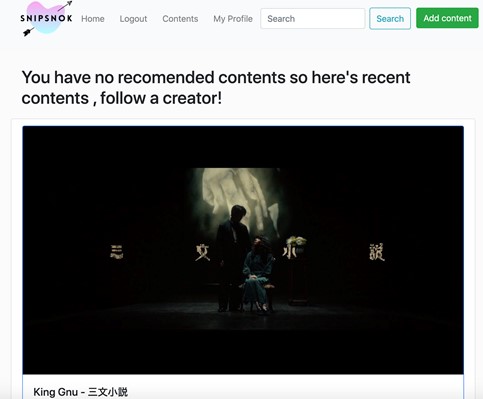 SNIPSNOK Home Logout Contents My Profile Search Search Add content
You have no recomended contents so here's recent
contents , follow a creator!
三 文 小 説
King Gnu - 三文小説